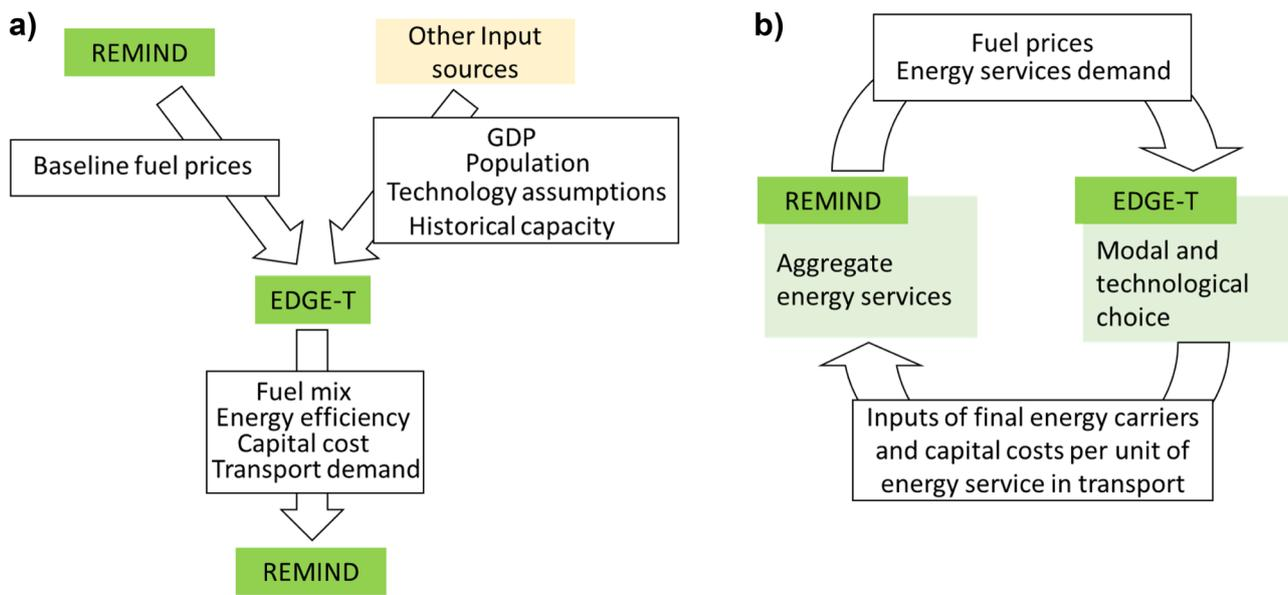 a)
REMIND
Other Input
sources
Baseline fuel prices
GDP
Population
Technology assumptions
Historical capacity
EDGE-T
Fuel mix
Energy efficiency
Capital cost
Transport demand
REMIND
b)
Fuel prices
Energy services demand
REMIND
Aggregate
energy services
EDGE-T
Modal and
technological
choice
Inputs of final energy carriers
and capital costs per unit of
energy service in transport